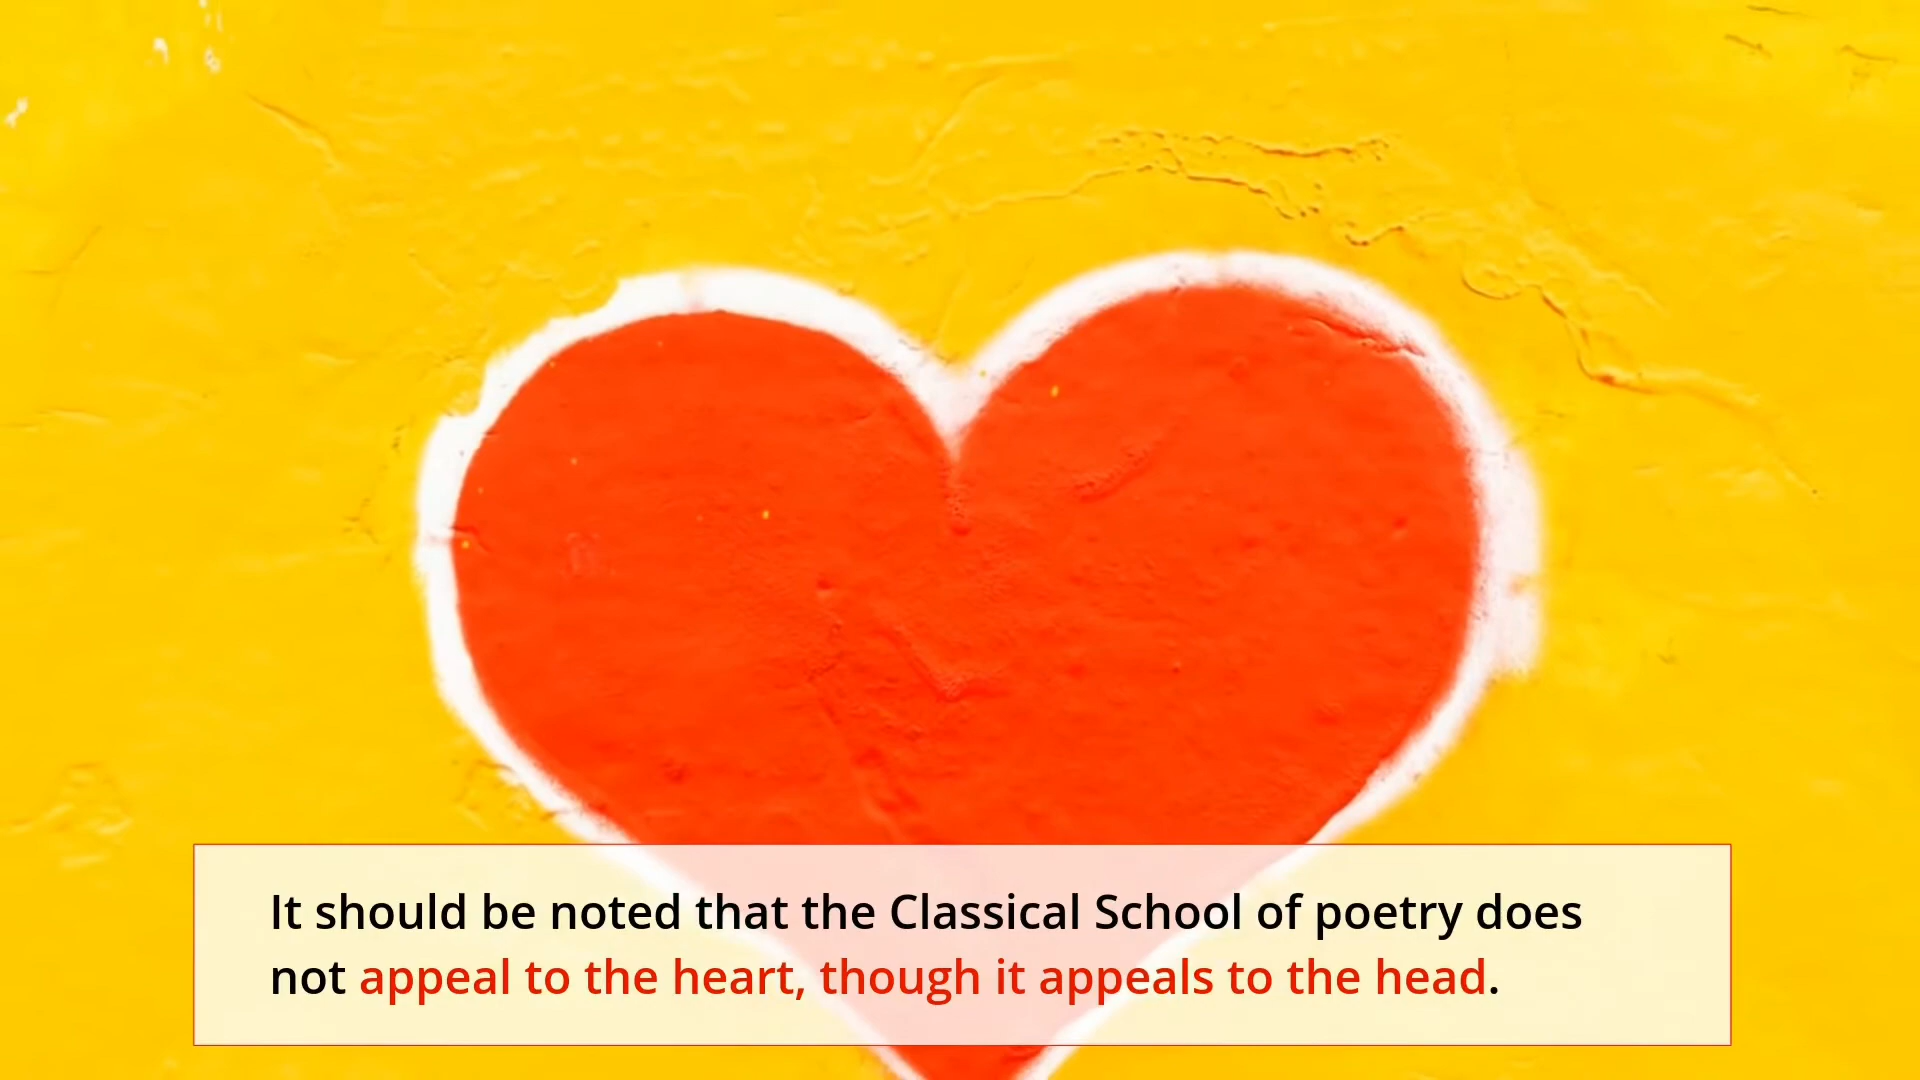 It should be noted that the Classical School of poetry does
not appeal to the heart, though it appeals to the head.